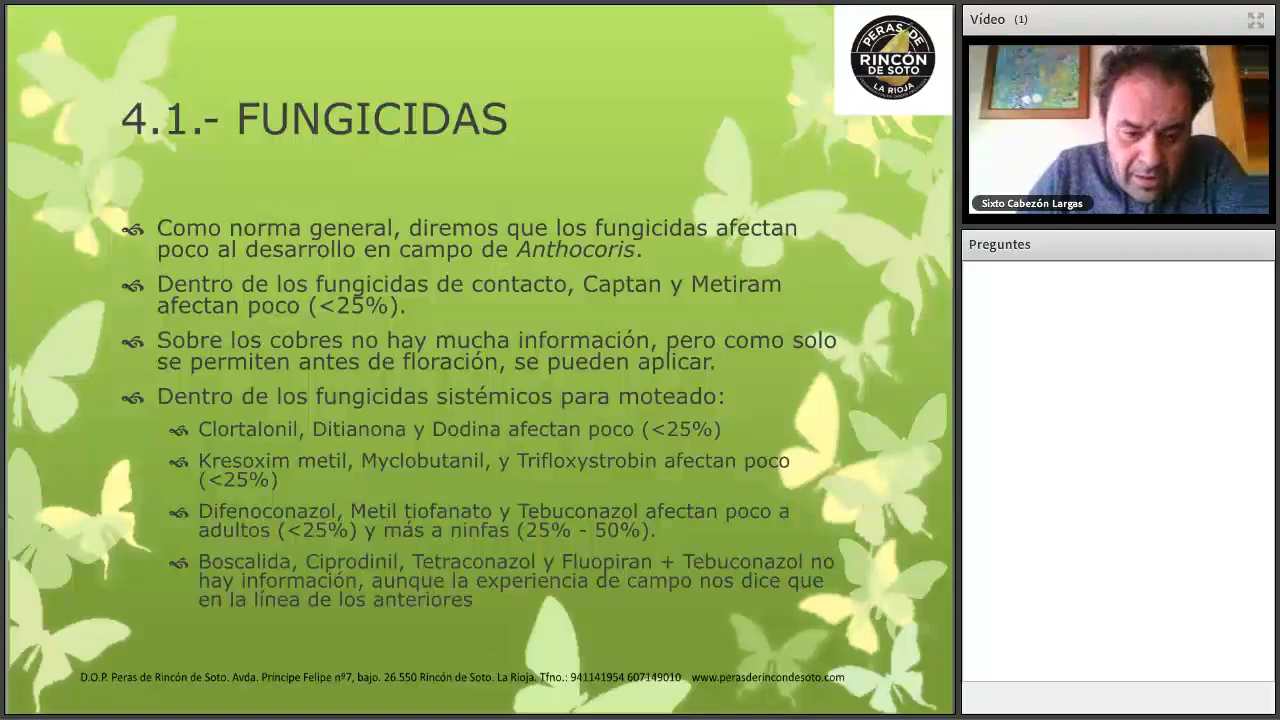 4.1.- FUNGICIDAS
PERAS DE
RINCÓN
DE SOTO
LA RIOJA
Como norma general, diremos que los fungicidas afectan
poco al desarrollo en campo de Anthocoris.
Dentro de los fungicidas de contacto, Captan y Metiram
afectan poco (<25%).
Sobre los cobres no hay mucha información, pero como solo
se permiten antes de floración, se pueden aplicar.
Dentro de los fungicidas sistémicos para moteado:
Clortalonil, Ditianona y Dodina afectan poco (<25%)
Kresoxim metil, Myclobutanil, y Trifloxystrobin afectan poco
(<25%)
Difenoconazol, Metil tiofanato y Tebuconazol afectan poco a
adultos (<25%) y más a ninfas (25% - 50%).
Boscalida, Ciprodinil, Tetraconazol y Fluopiran + Tebuconazol no
hay información, aunque la experiencia de campo nos dice que
en la línea de los anteriores
D.O.P. Peras de Rincón de Soto. Avda. Príncipe Felipe nº7, bajo. 26.550 Rincón de Soto. La Rioja. Tfno.: 941141954 607149010 www.perasderincondesoto.com
Vídeo (1)
Sixto Cabezón Largas
Preguntes